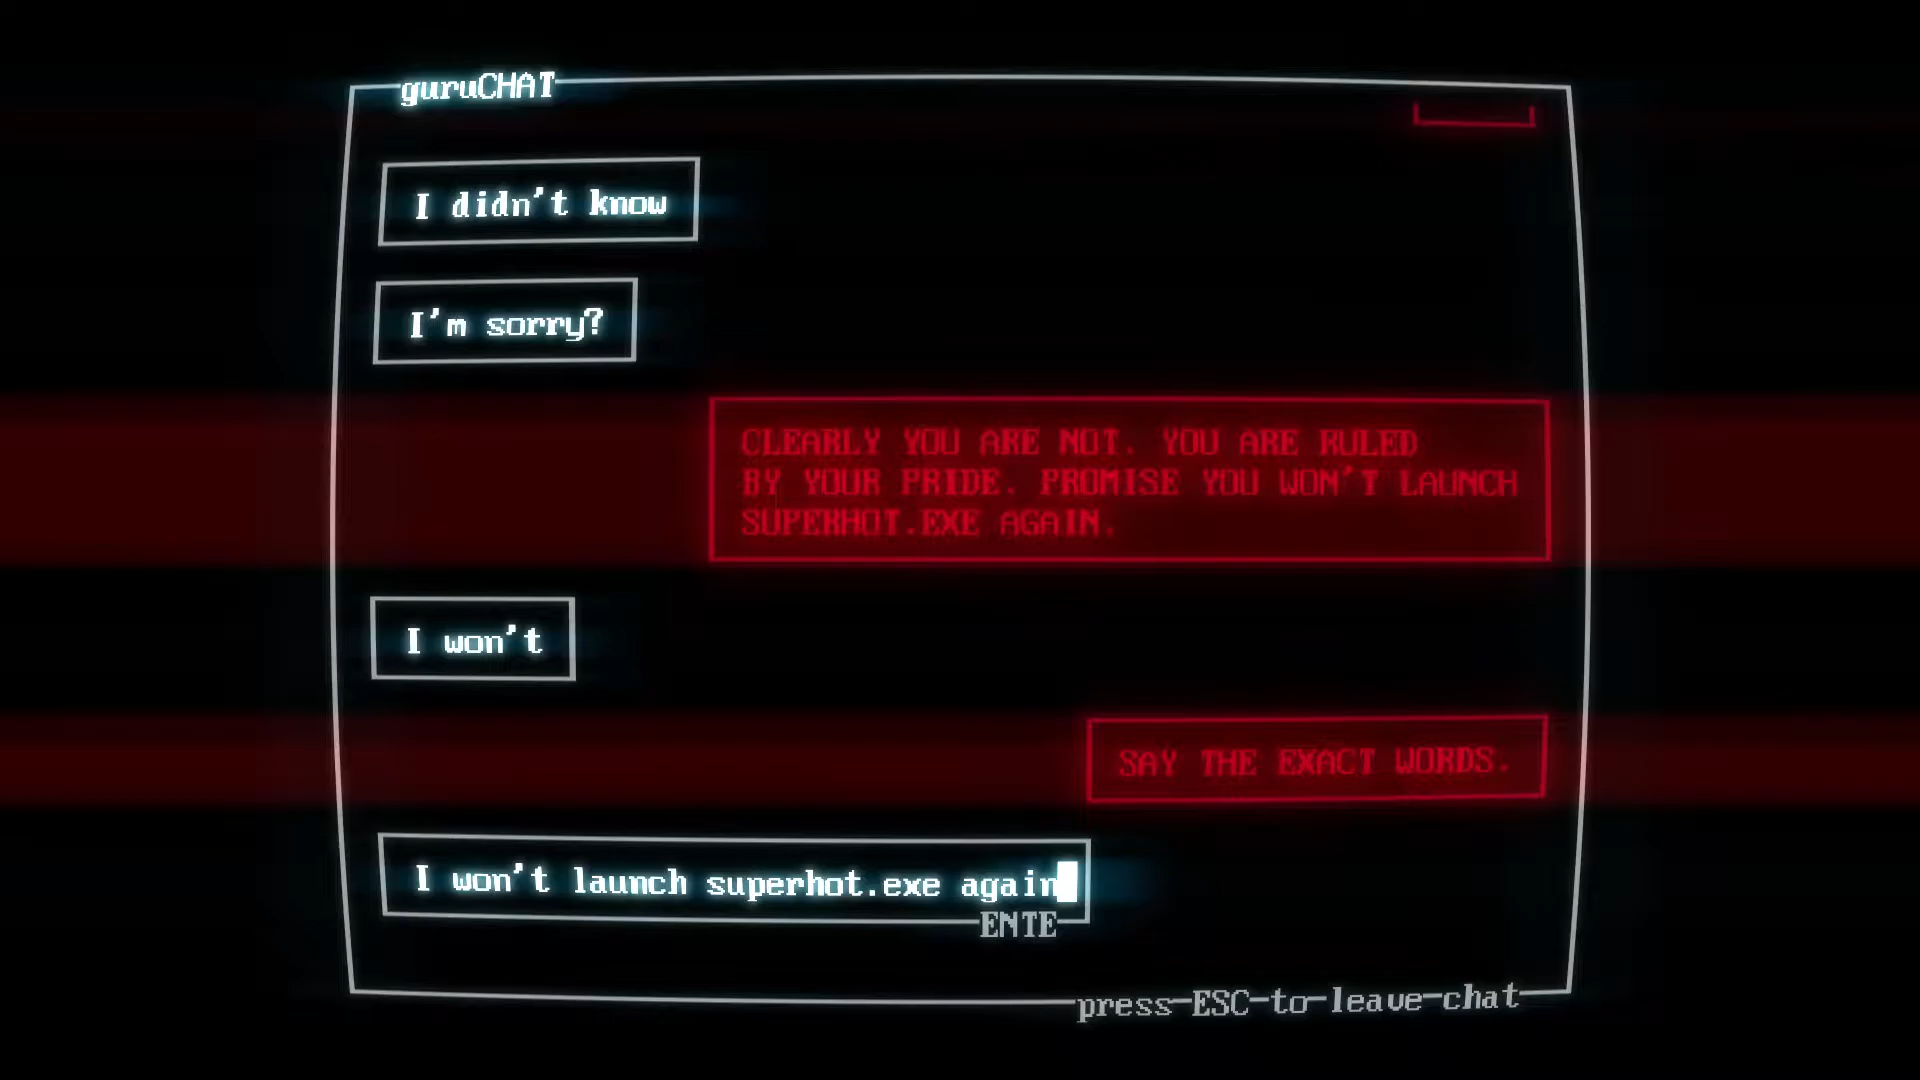 guruCHAT
I didn't know
I'm sorry?
CLEARLY YOU ARE NOT. YOU ARE RULED
BY YOUR PRIDE. PROMISE YOU WON'T LAUNCH
SUPERHOT.EXE AGAIN.
I won't
SAY THE EXACT WORDS.
I won't launch superhot.exe again
ENTE
press-ESC-to-leave-chat